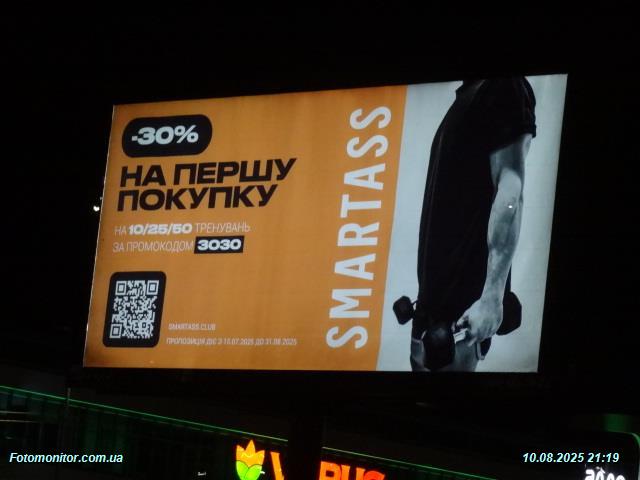 -30%
НА ПЕРШУ
ПОКУПКУ
НА 10/25/50 ТРЕНУВАНЬ
ЗА ПРОМОКОДОМ 3030
SMARTASS.CLUB
ПРОПОЗИЦІЯ ДІЄ З 15.07.2025 ДО 31.08.2025
SMARTASS
Fotomonitor.com.ua
10.08.2025 21:19